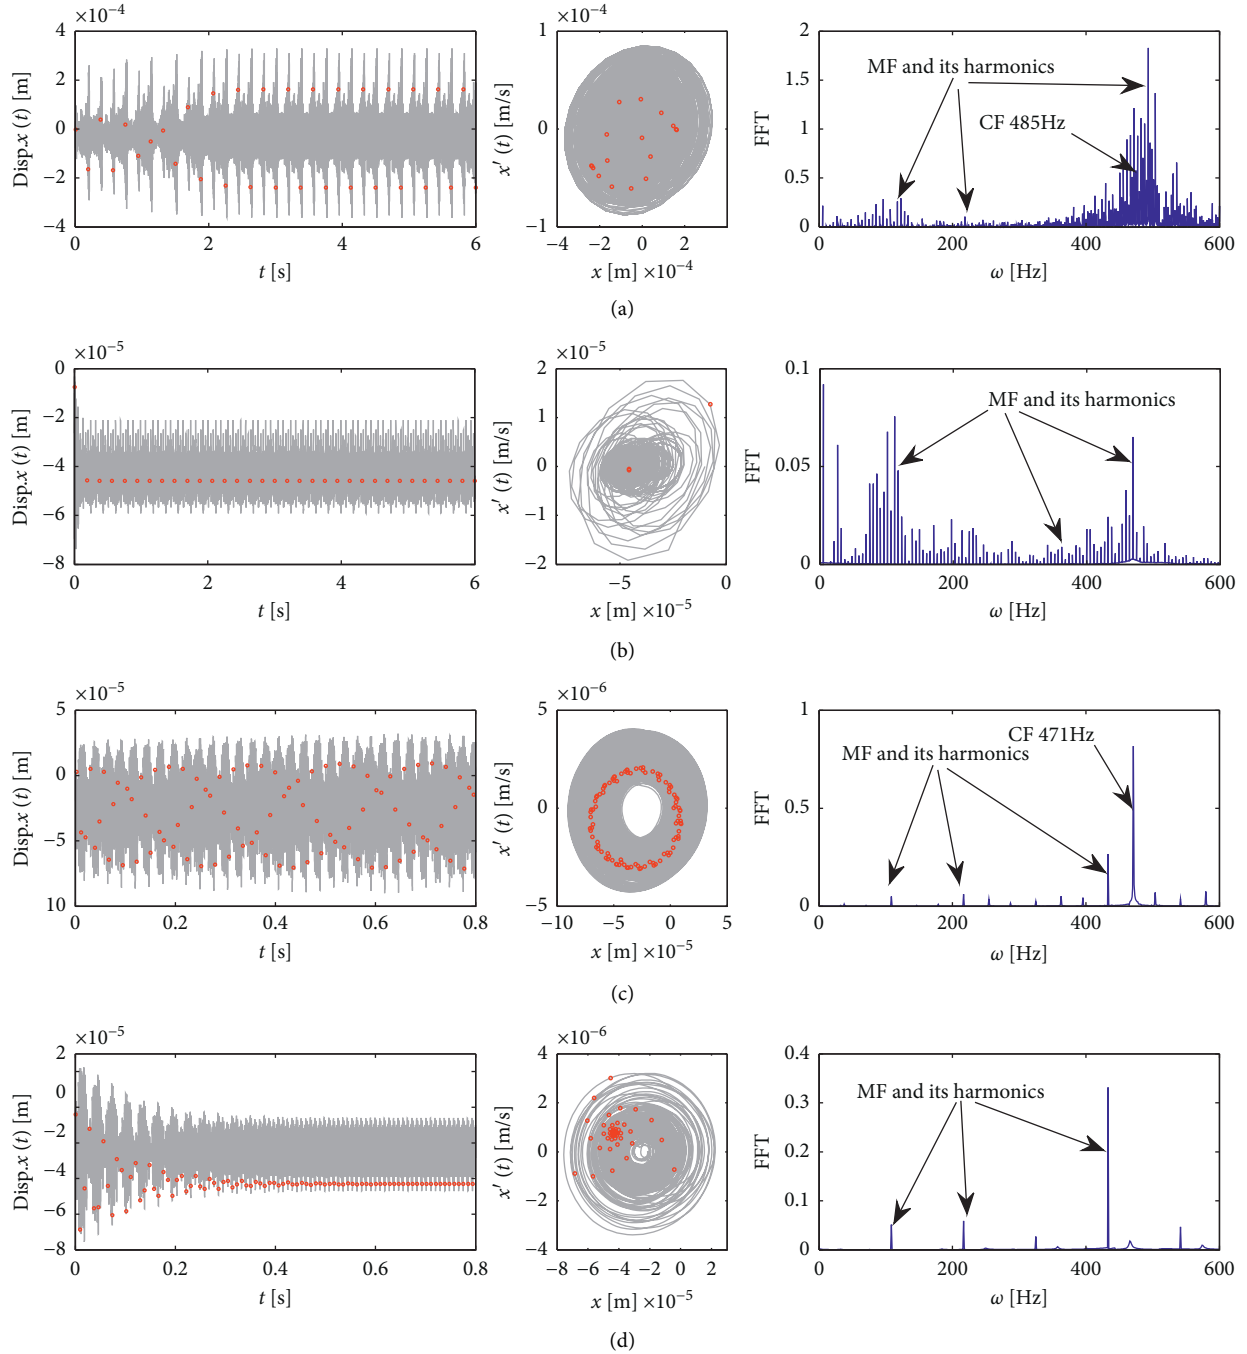 ×10−4
4
2
0
−2
−4
Disp.x (t) [m]
0 2 4 6
t [s]
×10−4
1
0
−1
x′ (t) [m/s]
−4 −2 0 2 4
x [m] ×10−4
2
1.5
1
0.5
0
FFT
MF and its harmonics
CF 485Hz
0 200 400 600
ω [Hz]
(a)
×10−5
0
−2
−4
−6
−8
Disp.x (t) [m]
0 2 4 6
t [s]
×10−5
2
1
0
−1
−2
x′ (t) [m/s]
−5 0
x [m] ×10−5
0.1
0.05
0
FFT
MF and its harmonics
0 200 400 600
ω [Hz]
(b)
×10−5
5
0
−5
10
Disp.x (t) [m]
0 0.2 0.4 0.6 0.8
t [s]
×10−6
5
0
−5
x′ (t) [m/s]
−10 −5 0 5
x [m] ×10−5
1
0.5
0
FFT
CF 471Hz
MF and its harmonics
0 200 400 600
ω [Hz]
(c)
×10−5
2
0
−2
−4
−6
−8
Disp.x (t) [m]
0 0.2 0.4 0.6 0.8
t [s]
×10−6
4
2
0
−2
−4
x′ (t) [m/s]
−8 −6 −4 −2 0 2
x [m] ×10−5
0.4
0.3
0.2
0.1
0
FFT
MF and its harmonics
0 200 400 600
ω [Hz]
(d)